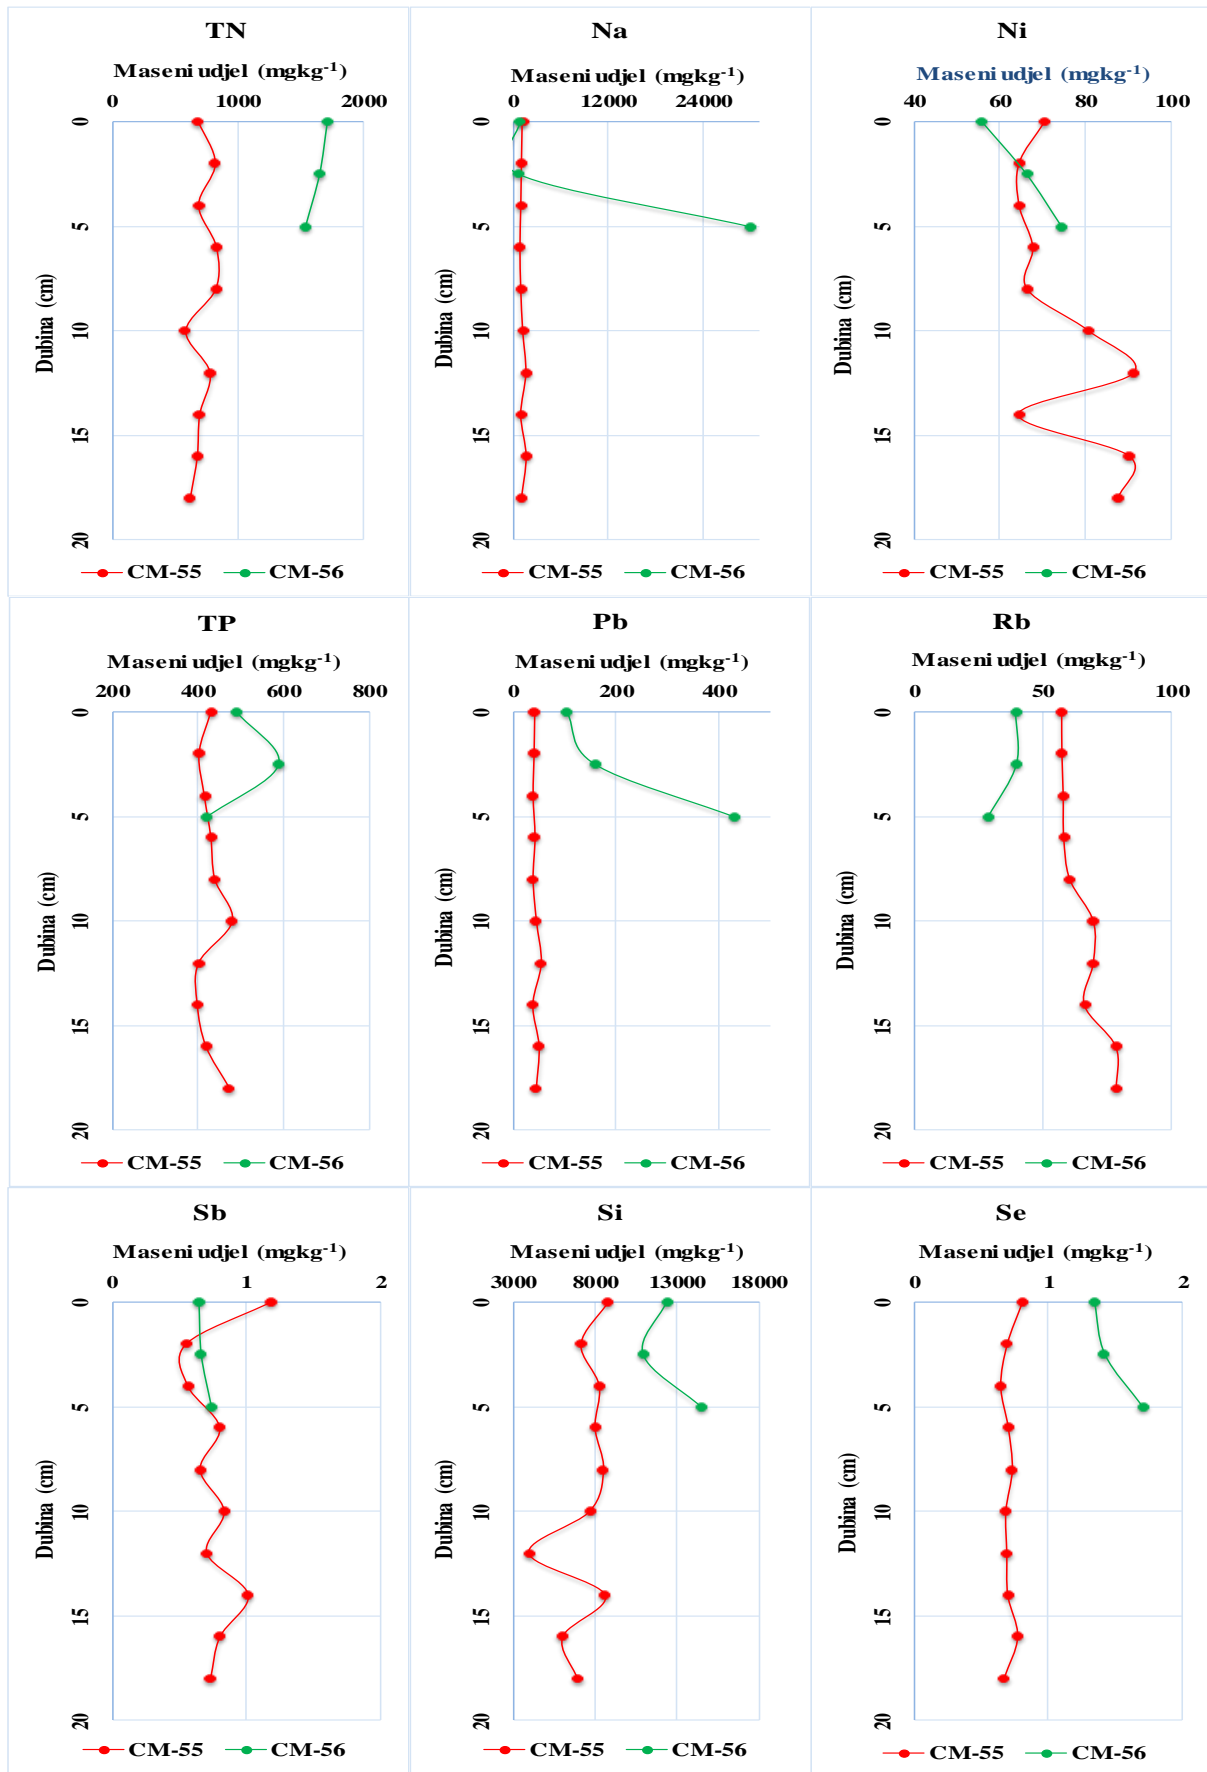 TN
Maseni udjel (mgkg-1)
0 1000 2000
0
5
10
15
20
Dubina (cm)
CM-55 CM-56
Na
Maseni udjel (mgkg-1)
0 12000 24000
0
5
10
15
20
Dubina (cm)
CM-55 CM-56
Ni
Maseni udjel (mgkg-1)
40 60 80 100
0
5
10
15
20
Dubina (cm)
CM-55 CM-56
TP
Maseni udjel (mgkg-1)
200 400 600 800
0
5
10
15
20
Dubina (cm)
CM-55 CM-56
Pb
Maseni udjel (mgkg-1)
0 200 400
0
5
10
15
20
Dubina (cm)
CM-55 CM-56
Rb
Maseni udjel (mgkg-1)
0 50 100
0
5
10
15
20
Dubina (cm)
CM-55 CM-56
Sb
Maseni udjel (mgkg-1)
0 1 2
0
5
10
15
20
Dubina (cm)
CM-55 CM-56
Si
Maseni udjel (mgkg-1)
3000 8000 13000 18000
0
5
10
15
20
Dubina (cm)
CM-55 CM-56
Se
Maseni udjel (mgkg-1)
0 1 2
0
5
10
15
20
Dubina (cm)
CM-55 CM-56